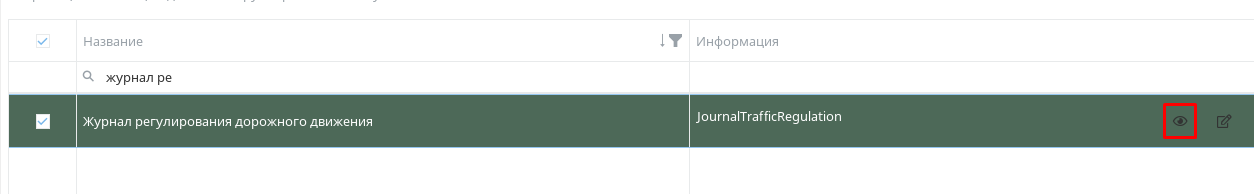 Название
Информация
журнал ре
Журнал регулирования дорожного движения
JournalTrafficRegulation